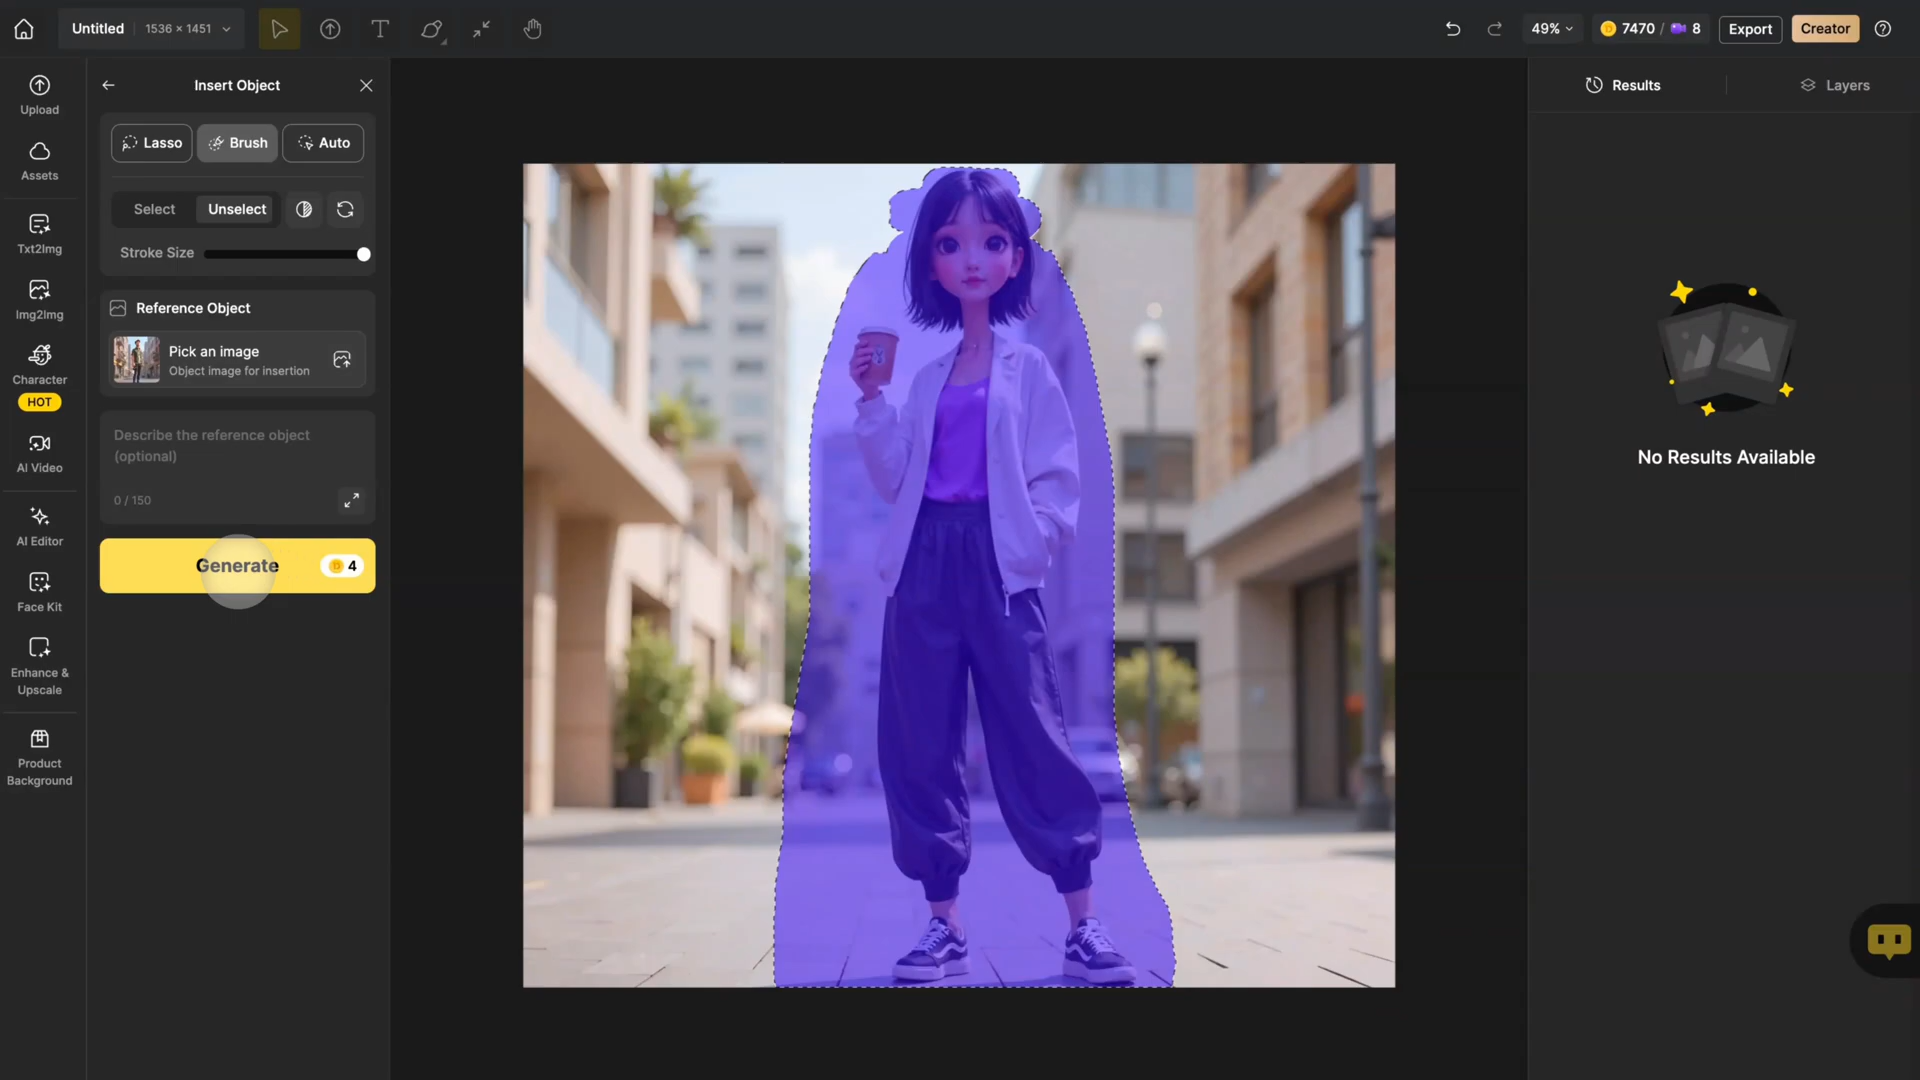 Untitled
1536 × 1451
49%
7470 / 8
Export
Creator
Upload
Assets
Txt2Img
Img2Img
Character
HOT
AI Video
AI Editor
Face Kit
Enhance &
Upscale
Product
Background
Insert Object
Lasso
Brush
Auto
Select
Unselect
Stroke Size
Reference Object
Pick an image
Object image for insertion
Describe the reference object
(optional)
0 / 150
Generate
4
Results
Layers
No Results Available